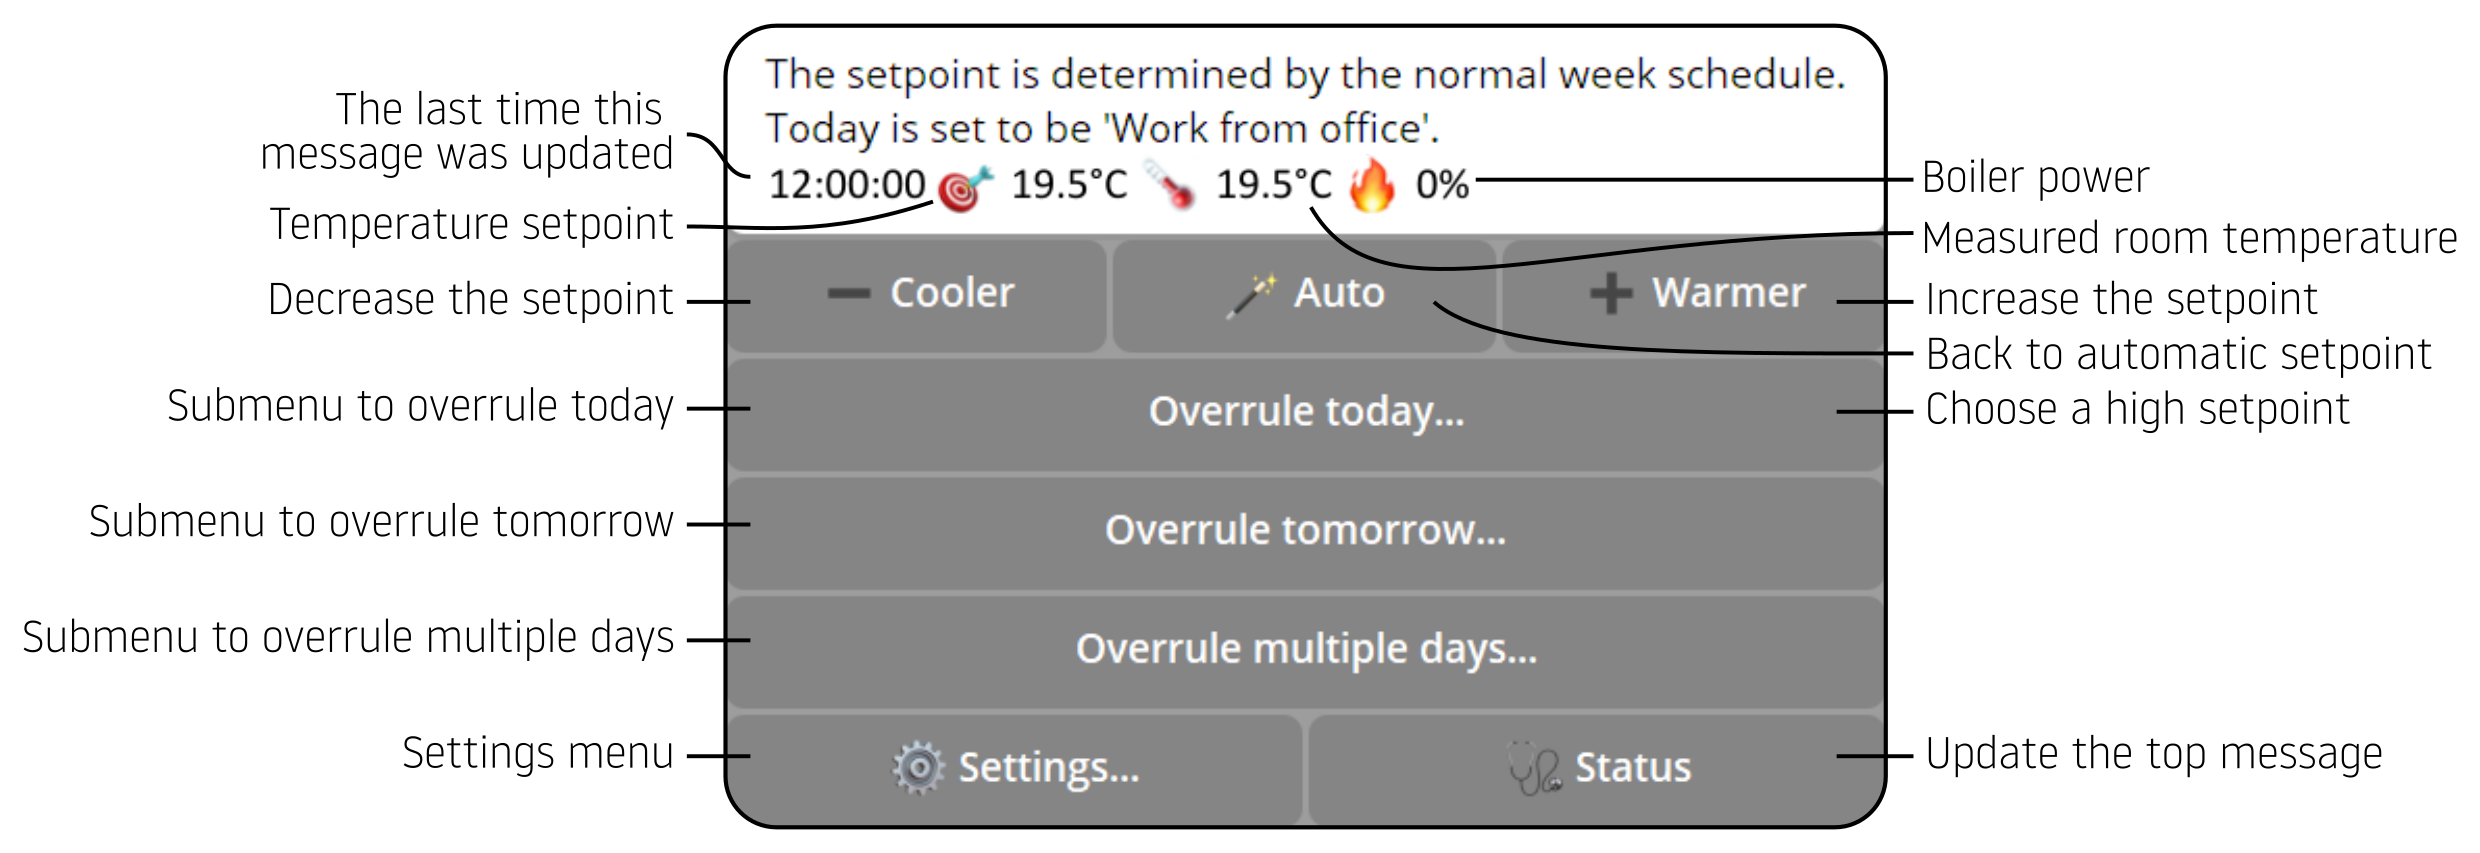 The setpoint is determined by the normal week schedule.
Today is set to be 'Work from office'.
12:00:00 🎯 19.5°C 🌡 19.5°C 🔥 0%
The last time this
message was updated
Temperature setpoint
Decrease the setpoint
Submenu to overrule today
Submenu to overrule tomorrow
Submenu to overrule multiple days
Settings menu
➖ Cooler
🪄 Auto
➕ Warmer
Overrule today...
Overrule tomorrow...
Overrule multiple days...
⚙ Settings...
🩺 Status
Boiler power
Measured room temperature
Increase the setpoint
Back to automatic setpoint
Choose a high setpoint
Update the top message